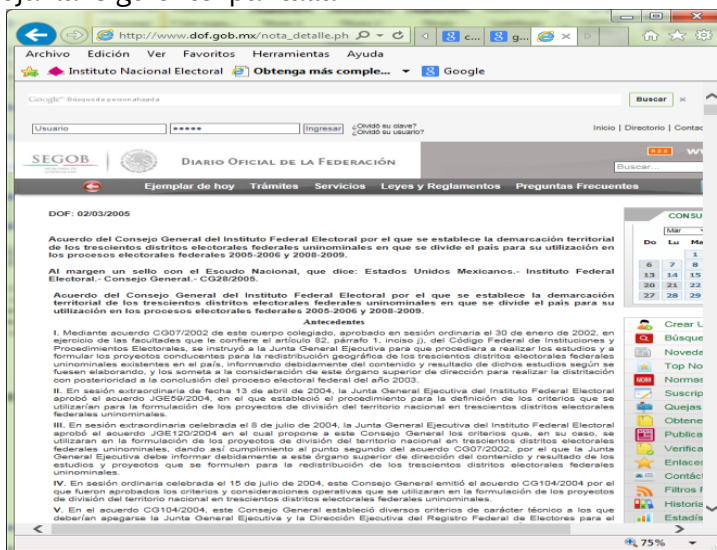 http://www.dof.gob.mx/nota_detalle.ph
c...
g...
Archivo Edición Ver Favoritos Herramientas Ayuda
Instituto Nacional Electoral Obtenga más comple... Google
Google Búsqueda personalizada Buscar ×
Usuario ••••• Ingresar ¿Olvidó su clave?
¿Olvidó su usuario?
Inicio | Directorio | Contac
SEGOB DIARIO OFICIAL DE LA FEDERACIÓN
RSS
Buscar...
Ejemplar de hoy Trámites Servicios Leyes y Reglamentos Preguntas Frecuentes
DOF: 02/03/2005
Acuerdo del Consejo General del Instituto Federal Electoral por el que se establece la demarcación territorial
de los trescientos distritos electorales federales uninominales en que se divide el país para su utilización en
los procesos electorales federales 2005-2006 y 2008-2009.
Al margen un sello con el Escudo Nacional, que dice: Estados Unidos Mexicanos.- Instituto Federal
Electoral.- Consejo General.- CG28/2005.
Acuerdo del Consejo General del Instituto Federal Electoral por el que se establece la demarcación
territorial de los trescientos distritos electorales federales uninominales en que se divide el país para su
utilización en los procesos electorales federales 2005-2006 y 2008-2009.
Antecedentes
I. Mediante acuerdo CG07/2002 de este cuerpo colegiado, aprobado en sesión ordinaria el 30 de enero de 2002, en
ejercicio de las facultades que le confiere el artículo 82, párrafo 1, inciso j), del Código Federal de Instituciones y
Procedimientos Electorales, se instruyó a la Junta General Ejecutiva para que procediera a realizar los estudios y a
formular los proyectos conducentes para la redistribución geográfica de los trescientos distritos electorales federales
uninominales existentes en el país, informando debidamente del contenido y resultado de dichos estudios según se
fuesen elaborando, y los someta a la consideración de este órgano superior de dirección para realizar la distritación
con posterioridad a la conclusión del proceso electoral federal del año 2003.
II. En sesión extraordinaria de fecha 13 de abril de 2004, la Junta General Ejecutiva del Instituto Federal Electoral
aprobó el acuerdo JGE59/2004, en el que estableció el procedimiento para la definición de los criterios que se
utilizarían para la formulación de los proyectos de división del territorio nacional en trescientos distritos electorales
federales uninominales.
III. En sesión extraordinaria celebrada el 8 de julio de 2004, la Junta General Ejecutiva del Instituto Federal Electoral
aprobó el acuerdo JGE120/2004 en el cual propone a este Consejo General los criterios que, en su caso, se
utilizaran en la formulación de los proyectos de división del territorio nacional en trescientos distritos electorales
federales uninominales, dando así cumplimiento al punto segundo del acuerdo CG07/2002, por el que la Junta
General Ejecutiva debe informar debidamente a este órgano superior de dirección del contenido y resultado de los
estudios y proyectos que se formulen para la redistribución de los trescientos distritos electorales federales
uninominales.
IV. En sesión ordinaria celebrada el 15 de julio de 2004, este Consejo General emitió el acuerdo CG104/2004 por el
que fueron aprobados los criterios y consideraciones operativas que se utilizaran en la formulación de los proyectos
de división del territorio nacional en trescientos distritos electorales federales uninominales.
V. En el acuerdo CG104/2004, este Consejo General estableció diversos criterios de carácter técnico a los que
deberían apegarse la Junta General Ejecutiva y la Dirección Ejecutiva del Registro Federal de Electores para el
CONSU
Mar
Do Lu Ma
1
6 7 8
13 14 15
20 21 22
27 28 29
Crear U
Búsque
Noveda
Top No
Normas
Suscrip
Quejas
Obtene
Publica
Verifica
Enlaces
Contác
Filtros F
Historia
Estadís
75%